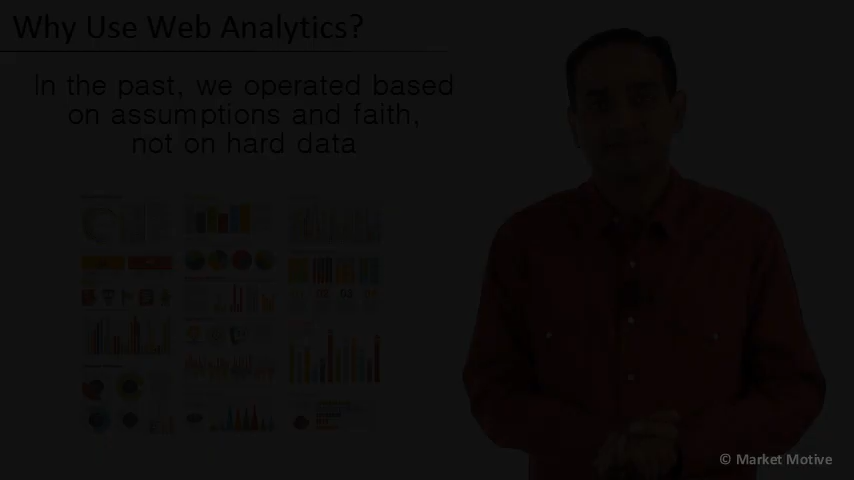 Why Use Web Analytics?
In the past, we operated based
on assumptions and faith,
not on hard data
© Market Motive